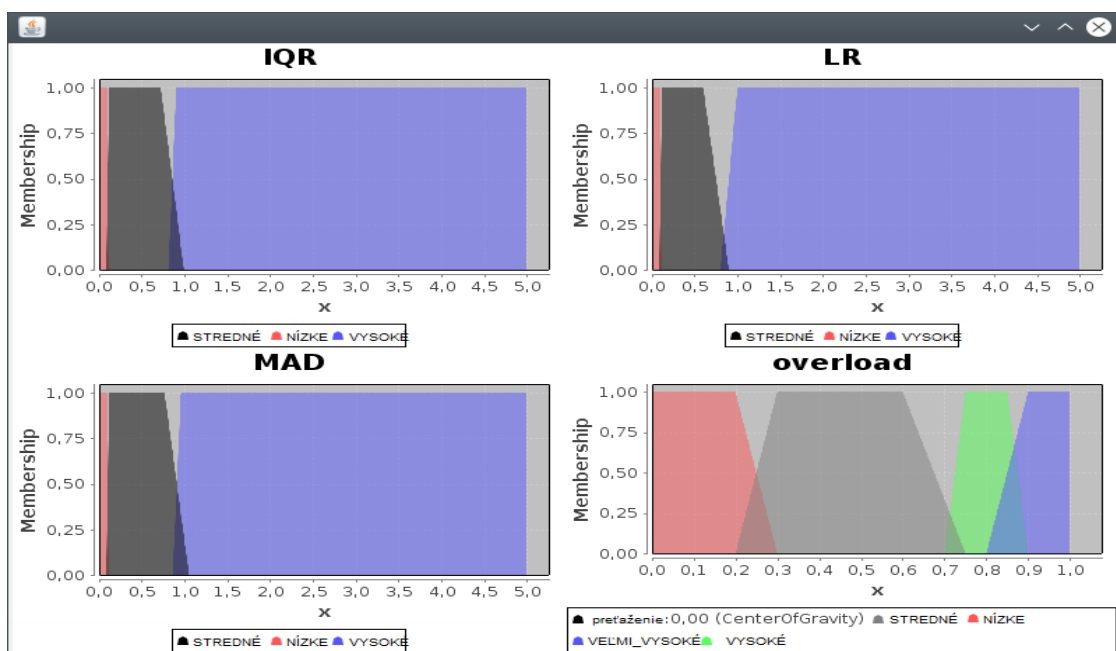 IQR
1,00
0,75
0,50
0,25
0,00
Membership
0,0 0,5 1,0 1,5 2,0 2,5 3,0 3,5 4,0 4,5 5,0
x
STREDNÉ NÍZKE VYSOKÉ
LR
1,00
0,75
0,50
0,25
0,00
Membership
0,0 0,5 1,0 1,5 2,0 2,5 3,0 3,5 4,0 4,5 5,0
x
STREDNÉ NÍZKE VYSOKÉ
MAD
1,00
0,75
0,50
0,25
0,00
Membership
0,0 0,5 1,0 1,5 2,0 2,5 3,0 3,5 4,0 4,5 5,0
x
STREDNÉ NÍZKE VYSOKÉ
overload
1,00
0,75
0,50
0,25
0,00
Membership
0,0 0,1 0,2 0,3 0,4 0,5 0,6 0,7 0,8 0,9 1,0
x
preťaženie:0,00 (CenterOfGravity) STREDNÉ NÍZKE
VEĽMI_VYSOKÉ VYSOKÉ